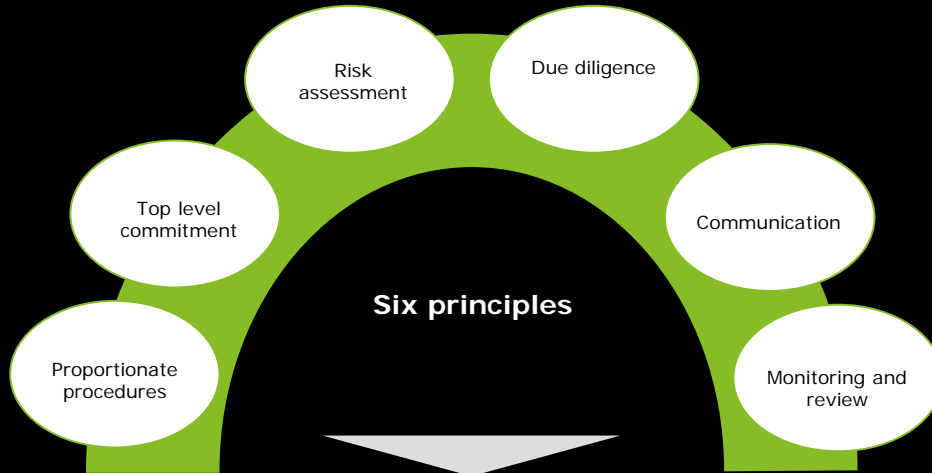 Risk
assessment
Due diligence
Top level
commitment
Communication
Six principles
Proportionate
procedures
Monitoring and
review